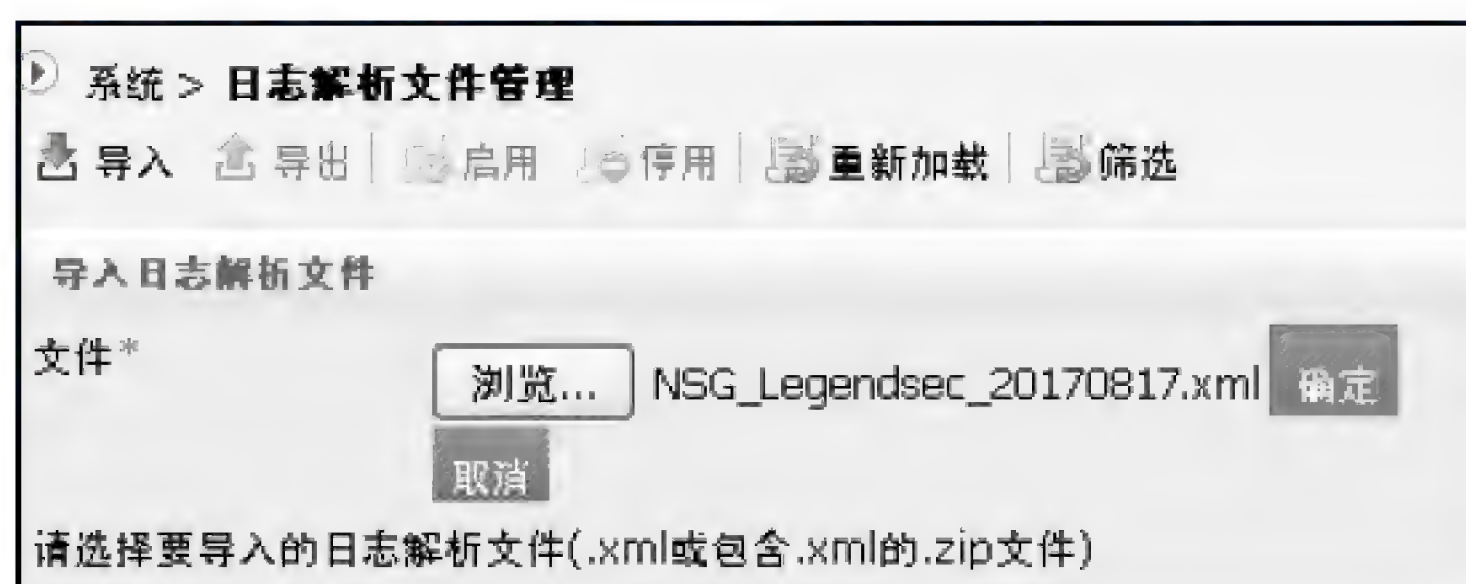 系统 > 日志解析文件管理
导入 导出 启用 停用 重新加载 筛选
导入日志解析文件
文件*
浏览... NSG_Legendsec_20170817.xml 确定
取消
请选择要导入的日志解析文件(.xml或包含.xml的.zip文件)